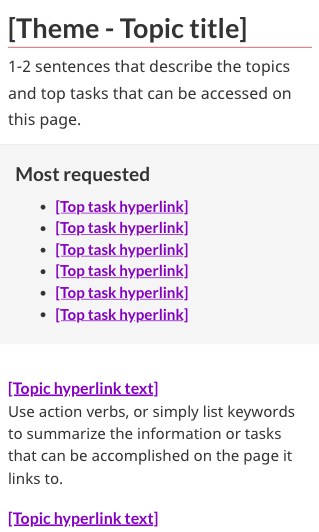 [Theme - Topic title]
1-2 sentences that describe the topics
and top tasks that can be accessed on
this page.
Most requested
[Top task hyperlink]
[Top task hyperlink]
[Top task hyperlink]
[Top task hyperlink]
[Top task hyperlink]
[Top task hyperlink]
[Topic hyperlink text]
Use action verbs, or simply list keywords
to summarize the information or tasks
that can be accomplished on the page it
links to.
[Topic hyperlink text]